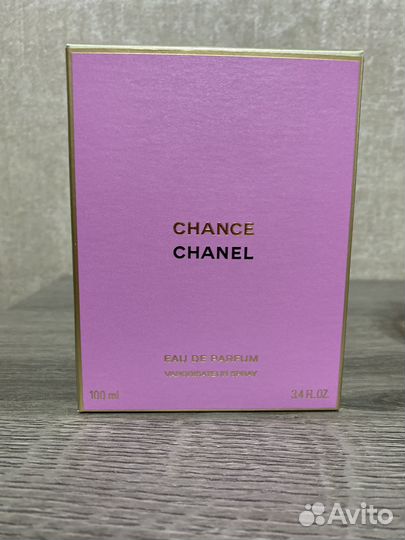 CHANCE
CHANEL
EAU DE PARFUM
VAPORISATEUR SPRAY
100 ml 3.4 FL.OZ.
Avito